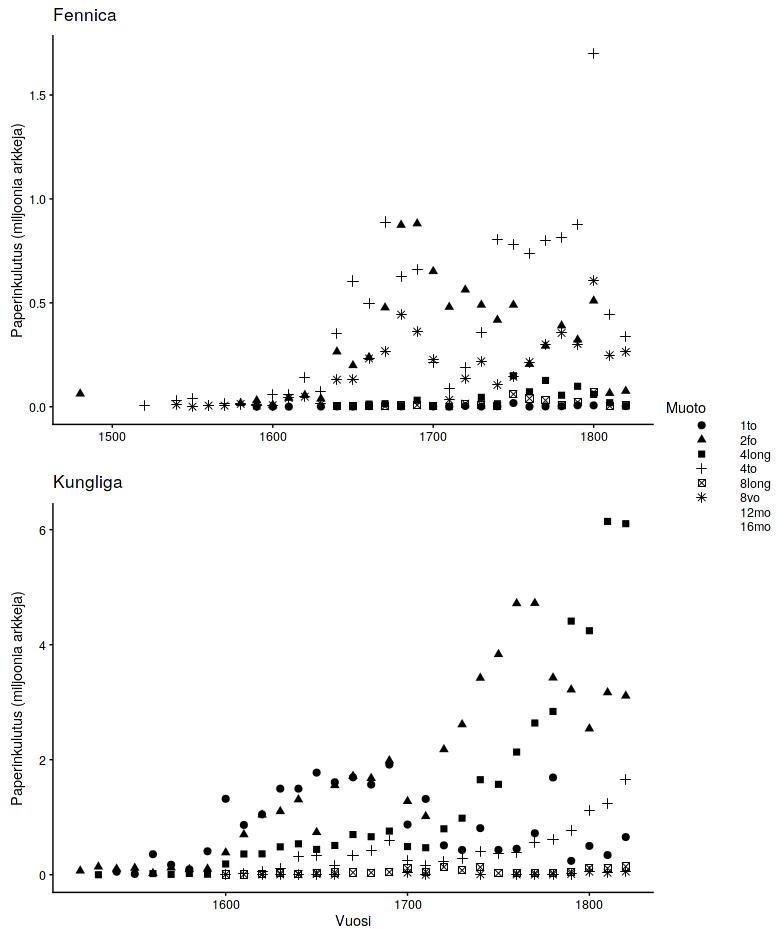 Fennica
Paperinkulutus (miljoonia arkkeja)
1.5
1.0
0.5
0.0
1500
1600
1700
1800
Muoto
1to
2fo
4long
4to
8long
8vo
12mo
16mo
Kungliga
Paperinkulutus (miljoonia arkkeja)
6
4
2
0
1600
1700
1800
Vuosi